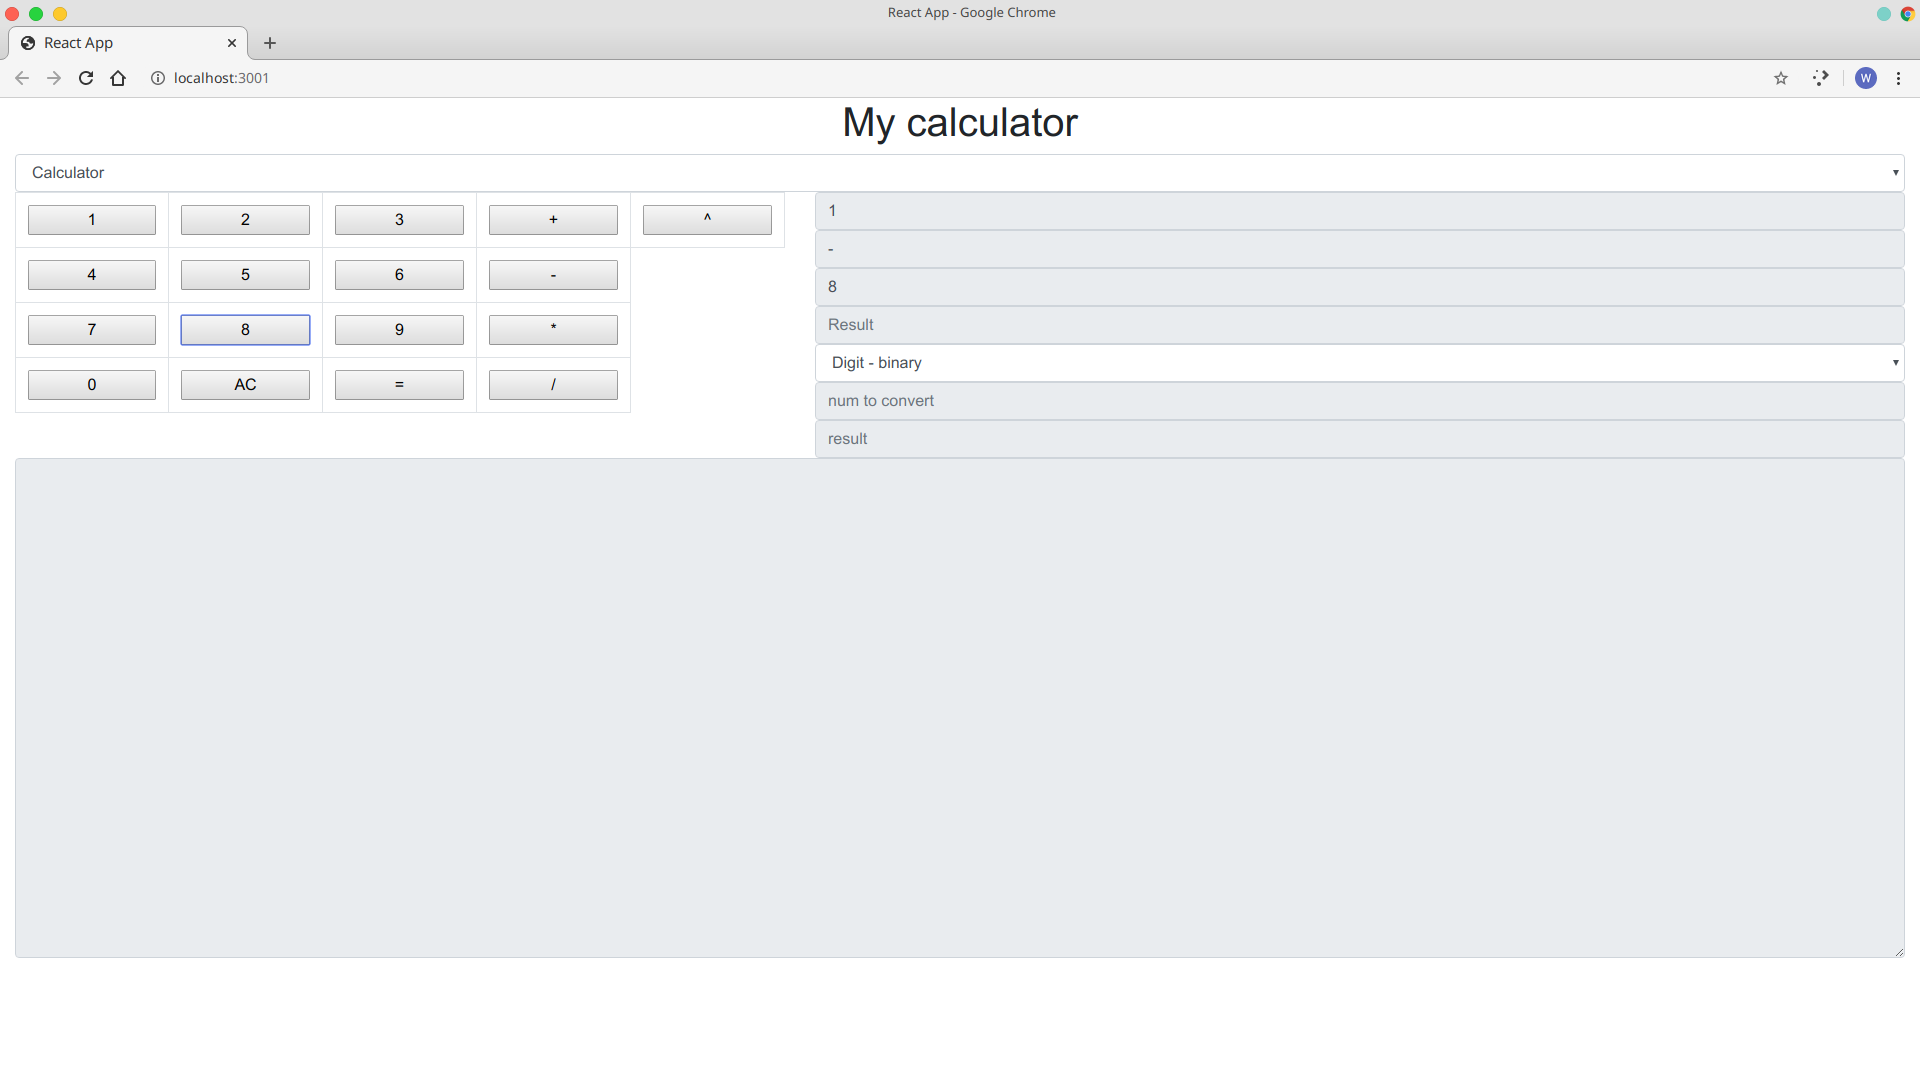 React App - Google Chrome
React App
localhost:3001
W
My calculator
Calculator
1 2 3 + ^
4 5 6 -
7 8 9 *
0 AC = /
1
-
8
Result
Digit - binary
num to convert
result